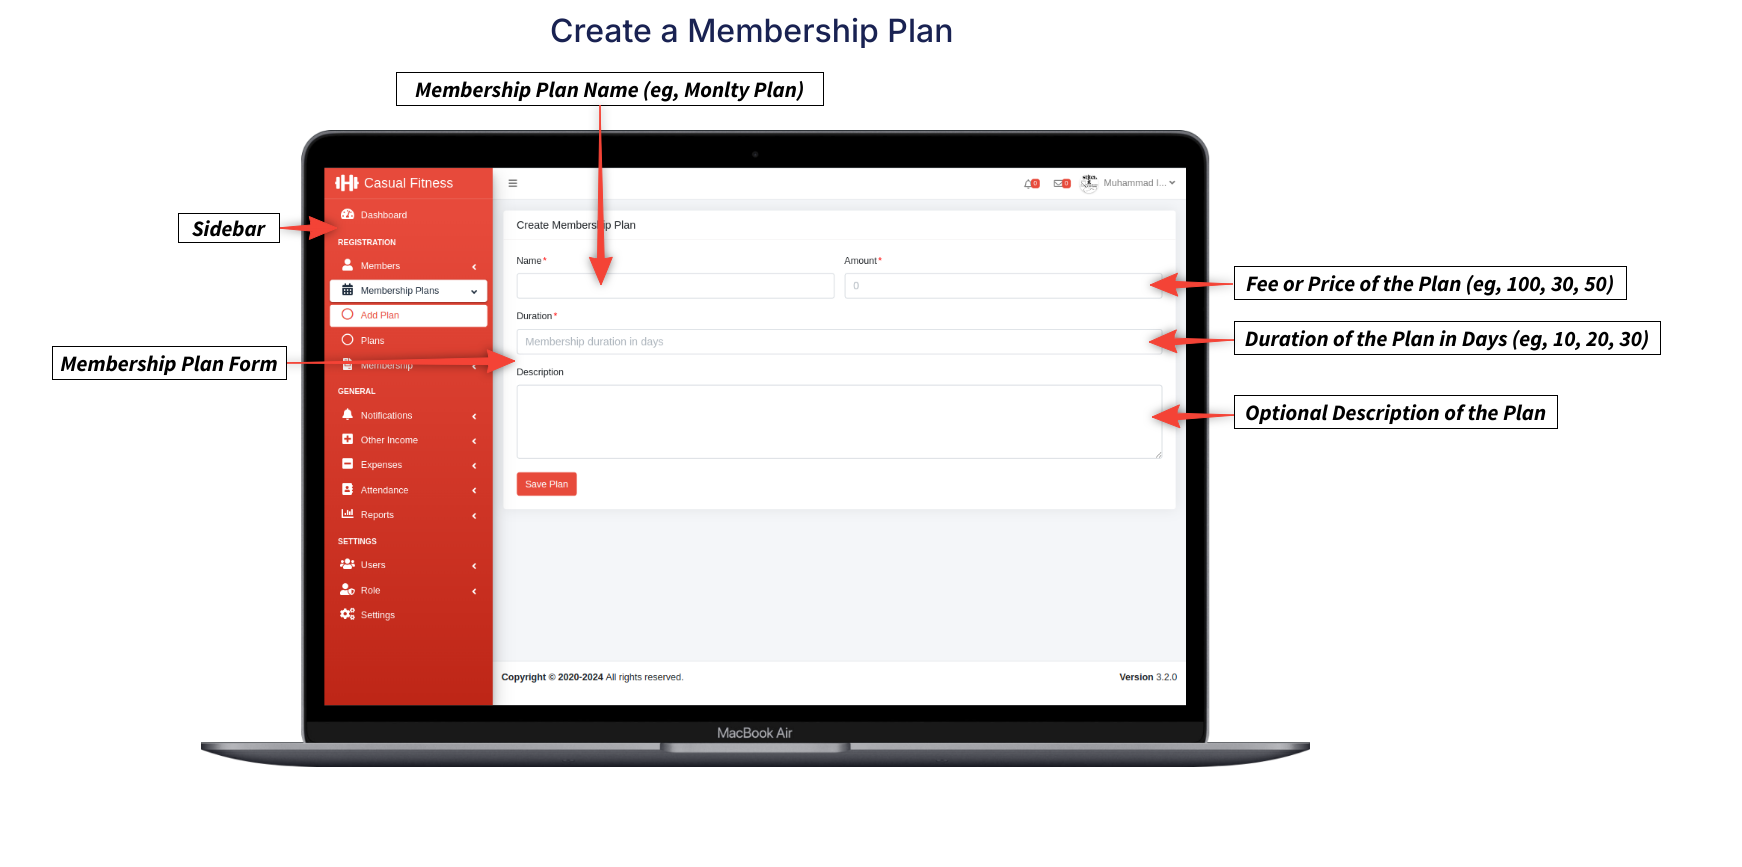 Create a Membership Plan
Membership Plan Name (eg, Monlty Plan)
Casual Fitness
0
0
Muhammad I...
Sidebar
Dashboard
REGISTRATION
Members
Membership Plans
Add Plan
Plans
Membership
GENERAL
Notifications
Other Income
Expenses
Attendance
Reports
SETTINGS
Users
Role
Settings
Membership Plan Form
Create Membership Plan
Name*
Amount*
0
Fee or Price of the Plan (eg, 100, 30, 50)
Duration*
Membership duration in days
Duration of the Plan in Days (eg, 10, 20, 30)
Description
Optional Description of the Plan
Save Plan
Copyright © 2020-2024 All rights reserved.
Version 3.2.0
MacBook Air